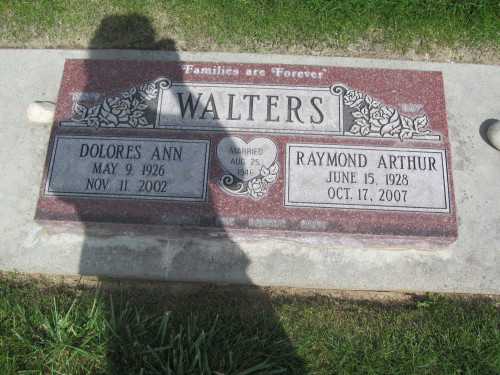 Families are Forever
WALTERS
DOLORES ANN
MAY 9, 1926
NOV. 11, 2002
MARRIED
AUG 25,
1946
RAYMOND ARTHUR
JUNE 15, 1928
OCT. 17, 2007